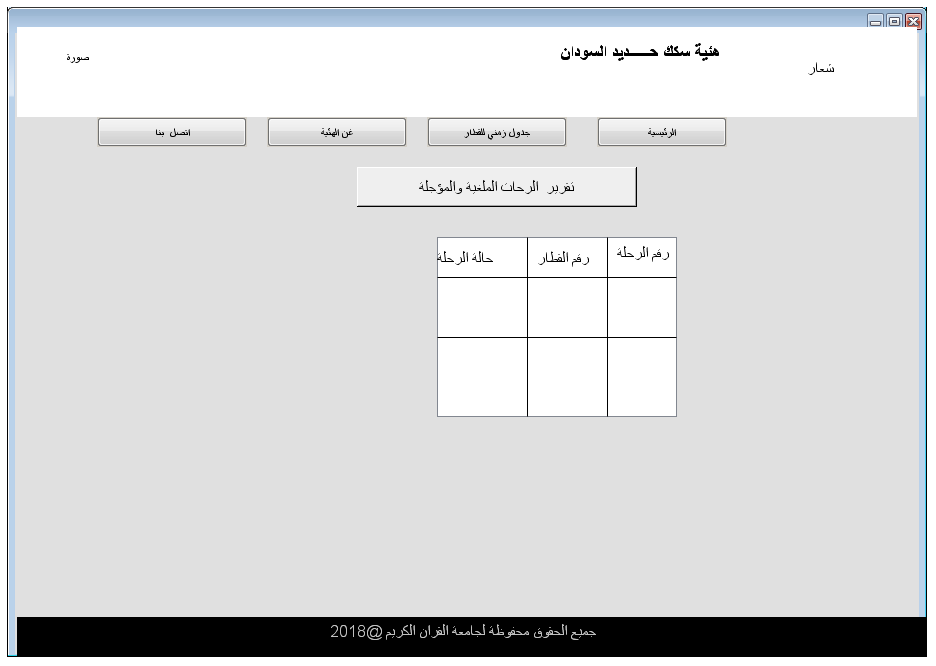 شعار
هئية سكك حـــــديد السودان
صورة
الرئيسية
جدول زمني للقطار
عن الهئية
اتصل بنا
تقرير الرحات الملغية والمؤجلة
رقم الرحلة
رقم القطار
حالة الرحلة
جميع الحقوق محفوظة لجامعة القران الكريم @2018